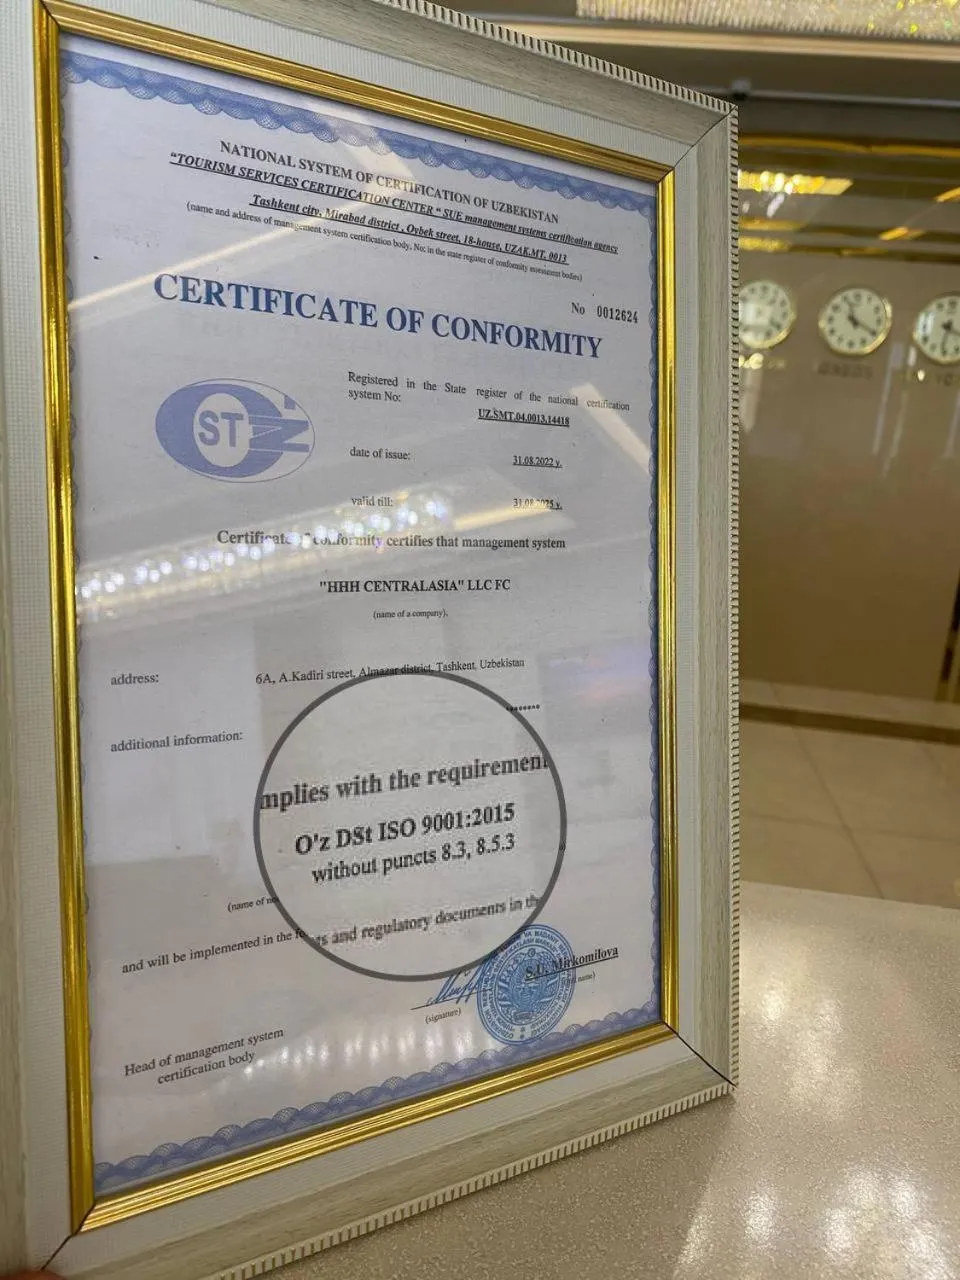 NATIONAL SYSTEM OF CERTIFICATION OF UZBEKISTAN
“TOURISM SERVICES CERTIFICATION CENTER “ SUE management systems certification agency
Tashkent city, Mirabad district , Oybek street, 18-house, UZAK.MT. 0013
(name and address of management system certification body, No: in the state register of conformity assessment bodies)
No 0012624
CERTIFICATE OF CONFORMITY
ST
Registered in the State register of the national certification
system No:
UZ.SMT.04.0013.14418
date of issue: 31.08.2022 y.
valid till: 31.08.2025 y.
Certificate of conformity certifies that management system
"HHH CENTRALASIA" LLC FC
(name of a company),
address: 6A, A.Kadiri street, Almazar district, Tashkent, Uzbekistan
additional information: ********
mplies with the requirement
O'z DSt ISO 9001:2015
without puncts 8.3, 8.5.3
(name of
and will be implemented in the
ts and regulatory documents in th
S.U. Mirkomilova
(signature)
Head of management system
certification body